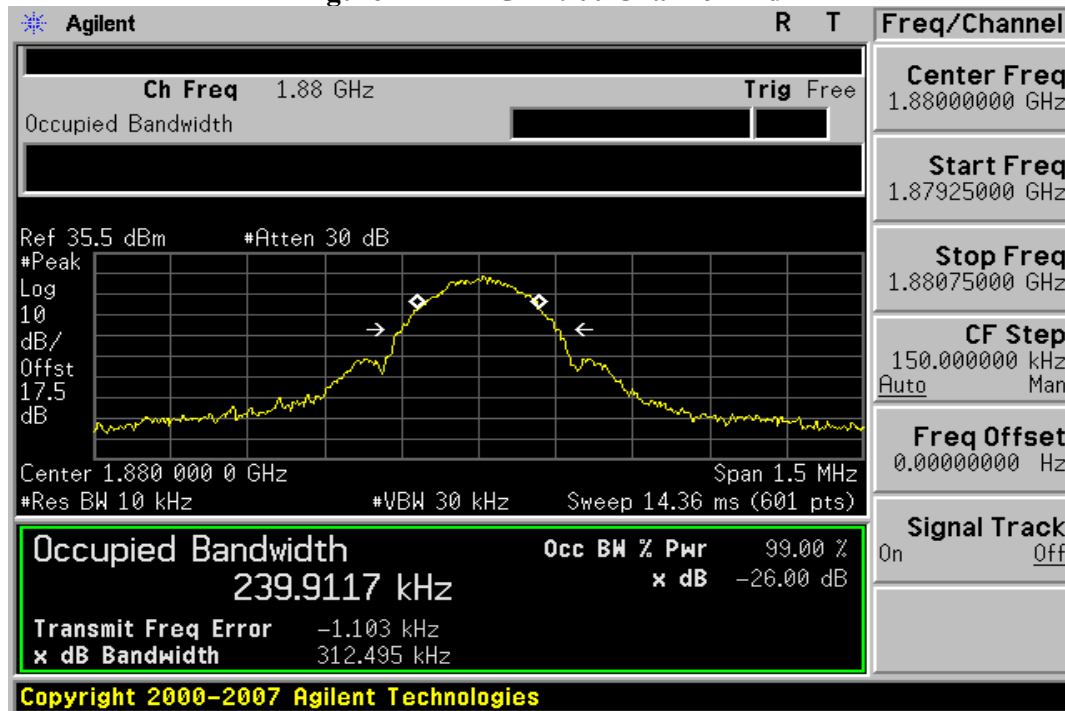 Agilent R T Freq/Channel
Ch Freq 1.88 GHz Trig Free
Occupied Bandwidth
Center Freq
1.88000000 GHz
Start Freq
1.87925000 GHz
Stop Freq
1.88075000 GHz
CF Step
150.000000 kHz
Auto Man
Freq Offset
0.00000000 Hz
Signal Track
On Off
Ref 35.5 dBm #Atten 30 dB
#Peak
Log
10
dB/
Offst
17.5
dB
Center 1.880 000 0 GHz Span 1.5 MHz
#Res BW 10 kHz #VBW 30 kHz Sweep 14.36 ms (601 pts)
Occupied Bandwidth Occ BW % Pwr 99.00 %
239.9117 kHz x dB -26.00 dB
Transmit Freq Error -1.103 kHz
x dB Bandwidth 312.495 kHz
Copyright 2000-2007 Agilent Technologies